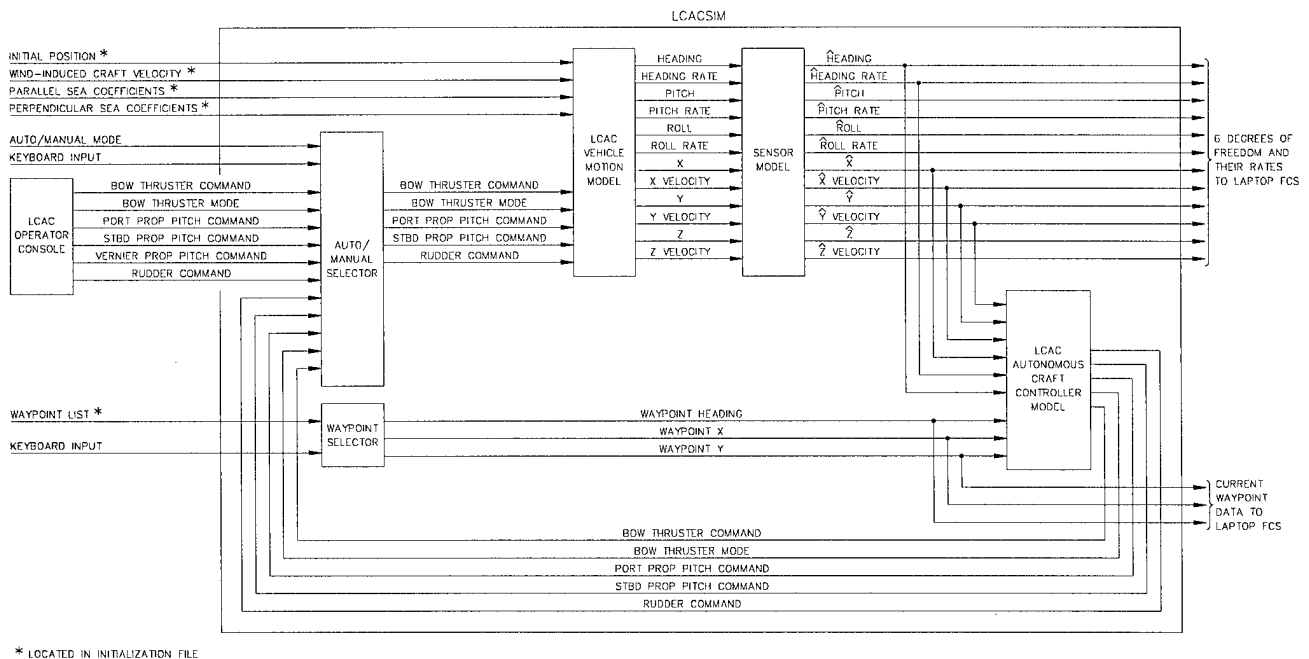 LCACSIM
INITIAL POSITION *
WIND-INDUCED CRAFT VELOCITY *
PARALLEL SEA COEFFICIENTS *
PERPENDICULAR SEA COEFFICIENTS *
AUTO/MANUAL MODE
KEYBOARD INPUT
LCAC
OPERATOR
CONSOLE
BOW THRUSTER COMMAND
BOW THRUSTER MODE
PORT PROP PITCH COMMAND
STBD PROP PITCH COMMAND
VERNIER PROP PITCH COMMAND
RUDDER COMMAND
AUTO/
MANUAL
SELECTOR
BOW THRUSTER COMMAND
BOW THRUSTER MODE
PORT PROP PITCH COMMAND
STBD PROP PITCH COMMAND
RUDDER COMMAND
LCAC
VEHICLE
MOTION
MODEL
HEADING
HEADING RATE
PITCH
PITCH RATE
ROLL
ROLL RATE
X
X VELOCITY
Y
Y VELOCITY
Z
Z VELOCITY
SENSOR
MODEL
ĤEADING
ĤEADING RATE
P̂ITCH
P̂ITCH RATE
R̂OLL
R̂OLL RATE
X̂
X̂ VELOCITY
Ŷ
Ŷ VELOCITY
Ẑ
Ẑ VELOCITY
6 DEGREES OF
FREEDOM AND
THEIR RATES
TO LAPTOP FCS
LCAC
AUTONOMOUS
CRAFT
CONTROLLER
MODEL
WAYPOINT LIST *
KEYBOARD INPUT
WAYPOINT
SELECTOR
WAYPOINT HEADING
WAYPOINT X
WAYPOINT Y
CURRENT
WAYPOINT
DATA TO
LAPTOP FCS
BOW THRUSTER COMMAND
BOW THRUSTER MODE
PORT PROP PITCH COMMAND
STBD PROP PITCH COMMAND
RUDDER COMMAND
* LOCATED IN INITIALIZATION FILE